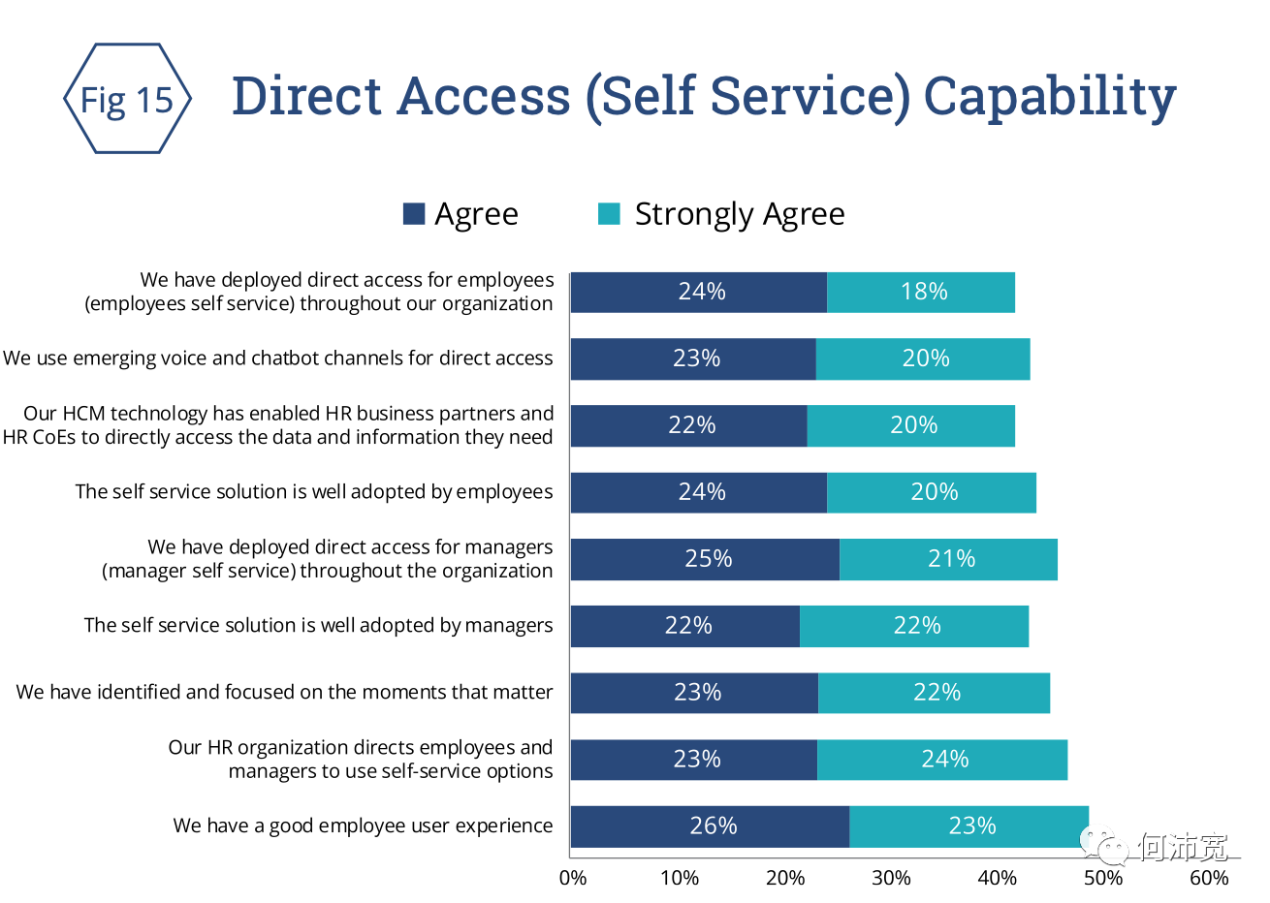 Fig 15
Direct Access (Self Service) Capability
Agree
Strongly Agree
We have deployed direct access for employees
(employees self service) throughout our organization
24%
18%
We use emerging voice and chatbot channels for direct access
23%
20%
Our HCM technology has enabled HR business partners and
HR CoEs to directly access the data and information they need
22%
20%
The self service solution is well adopted by employees
24%
20%
We have deployed direct access for managers
(manager self service) throughout the organization
25%
21%
The self service solution is well adopted by managers
22%
22%
We have identified and focused on the moments that matter
23%
22%
Our HR organization directs employees and
managers to use self-service options
23%
24%
We have a good employee user experience
26%
23%
何沛宽
0%
10%
20%
30%
40%
50%
60%